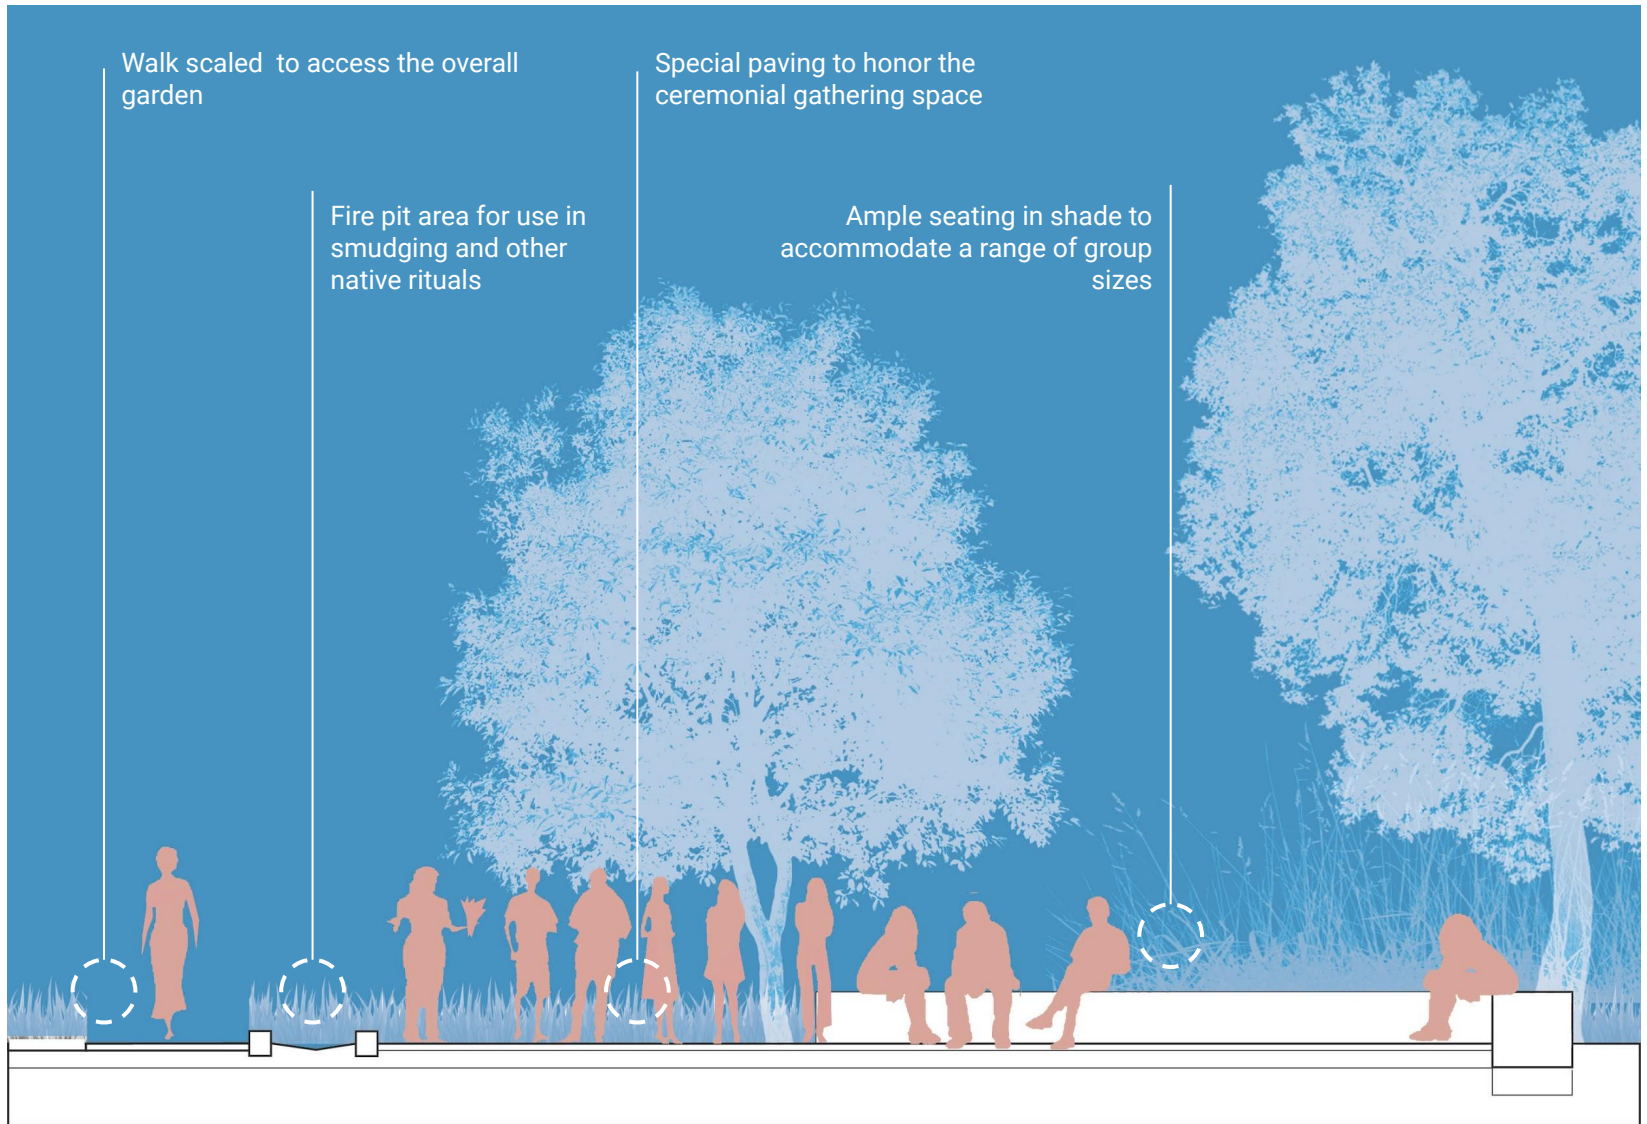 Walk scaled  to access the overall
garden
Special paving to honor the
ceremonial gathering space
Fire pit area for use in
smudging and other
native rituals
Ample seating in shade to
accommodate a range of group
sizes